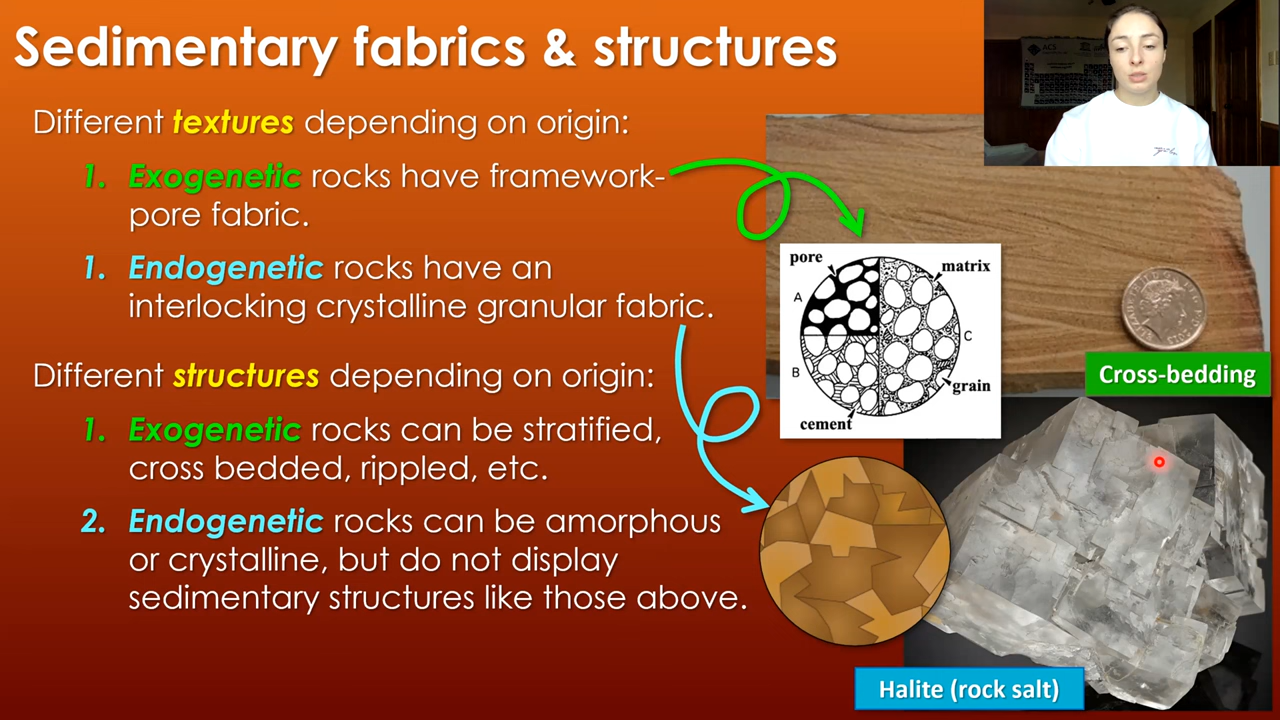 Sedimentary fabrics & structures
Different textures depending on origin:
1. Exogenetic rocks have framework-
pore fabric.
1. Endogenetic rocks have an
interlocking crystalline granular fabric.
Different structures depending on origin:
1. Exogenetic rocks can be stratified,
cross bedded, rippled, etc.
2. Endogenetic rocks can be amorphous
or crystalline, but do not display
sedimentary structures like those above.
ACS
pore
matrix
A
B
C
grain
cement
Cross-bedding
Halite (rock salt)